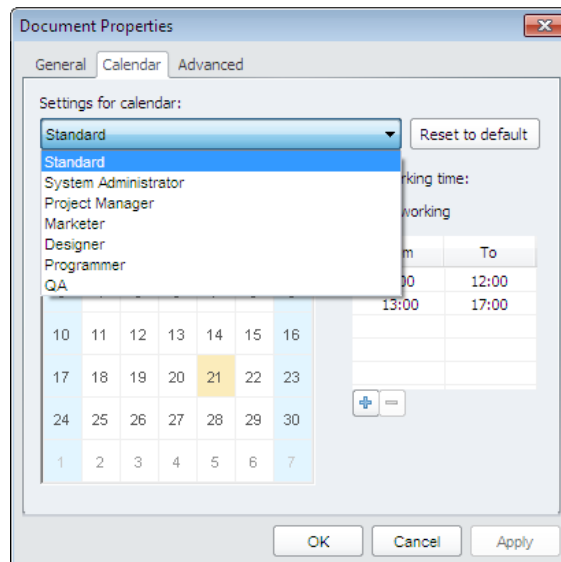 Document Properties
General Calendar Advanced
Settings for calendar:
Standard Reset to default
Standard
System Administrator
Project Manager
Marketer
Designer
Programmer
QA
time:
working
To
12:00
13:00 17:00
10 11 12 13 14 15 16
17 18 19 20 21 22 23
24 25 26 27 28 29 30
1 2 3 4 5 6 7
OK Cancel Apply